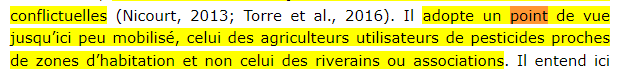 conflictuelles (Nicourt, 2013; Torre et al., 2016). Il adopte un point de vue
jusqu'ici peu mobilisé, celui des agriculteurs utilisateurs de pesticides proches
de zones d'habitation et non celui des riverains ou associations. Il entend ici